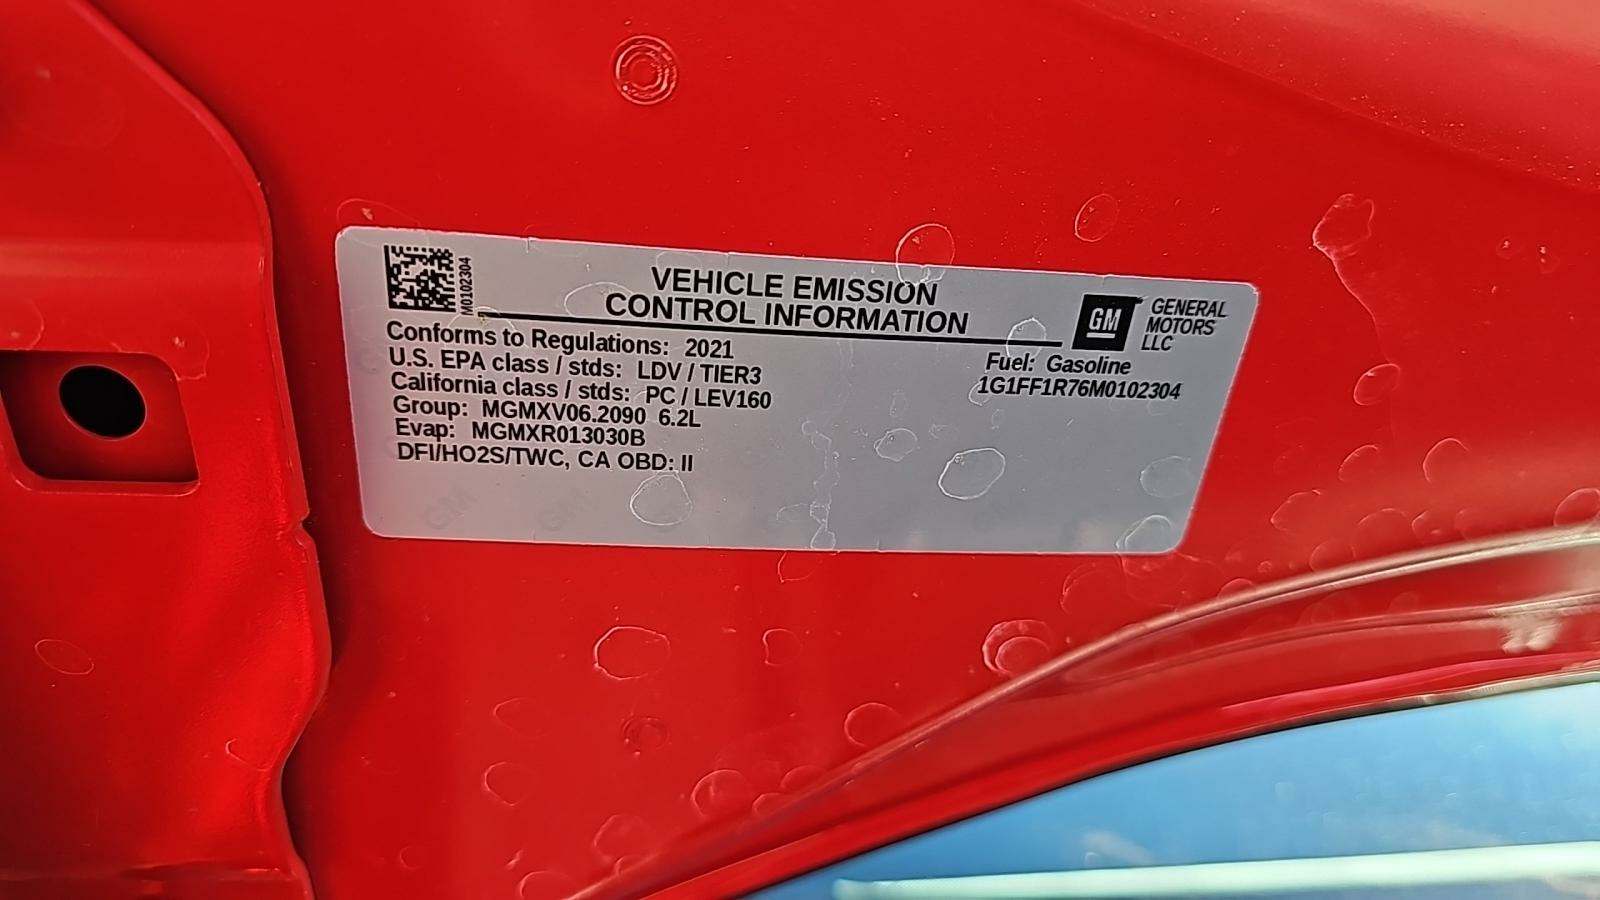 M0102304
VEHICLE EMISSION
CONTROL INFORMATION
GM
GENERAL
MOTORS
LLC
Conforms to Regulations: 2021
U.S. EPA class / stds: LDV / TIER3
California class / stds: PC / LEV160
Group: MGMXV06.2090 6.2L
Evap: MGMXR013030B
DFI/HO2S/TWC, CA OBD: II
Fuel: Gasoline
1G1FF1R76M0102304
GM
GM